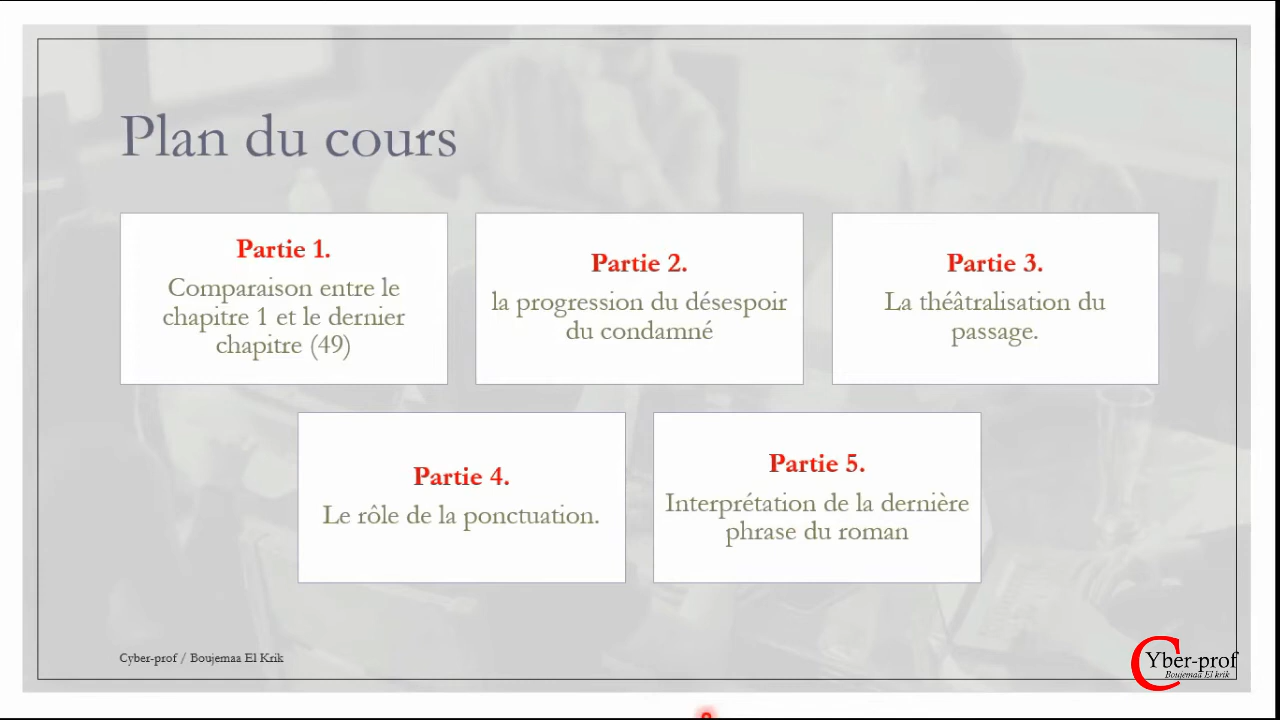 Plan du cours
Partie 1.
Comparaison entre le
chapitre 1 et le dernier
chapitre (49)
Partie 2.
la progression du désespoir
du condamné
Partie 3.
La théâtralisation du
passage.
Partie 4.
Le rôle de la ponctuation.
Partie 5.
Interprétation de la dernière
phrase du roman
Cyber-prof / Boujemaa El Krik
CYber-prof
Boujemaâ El krik